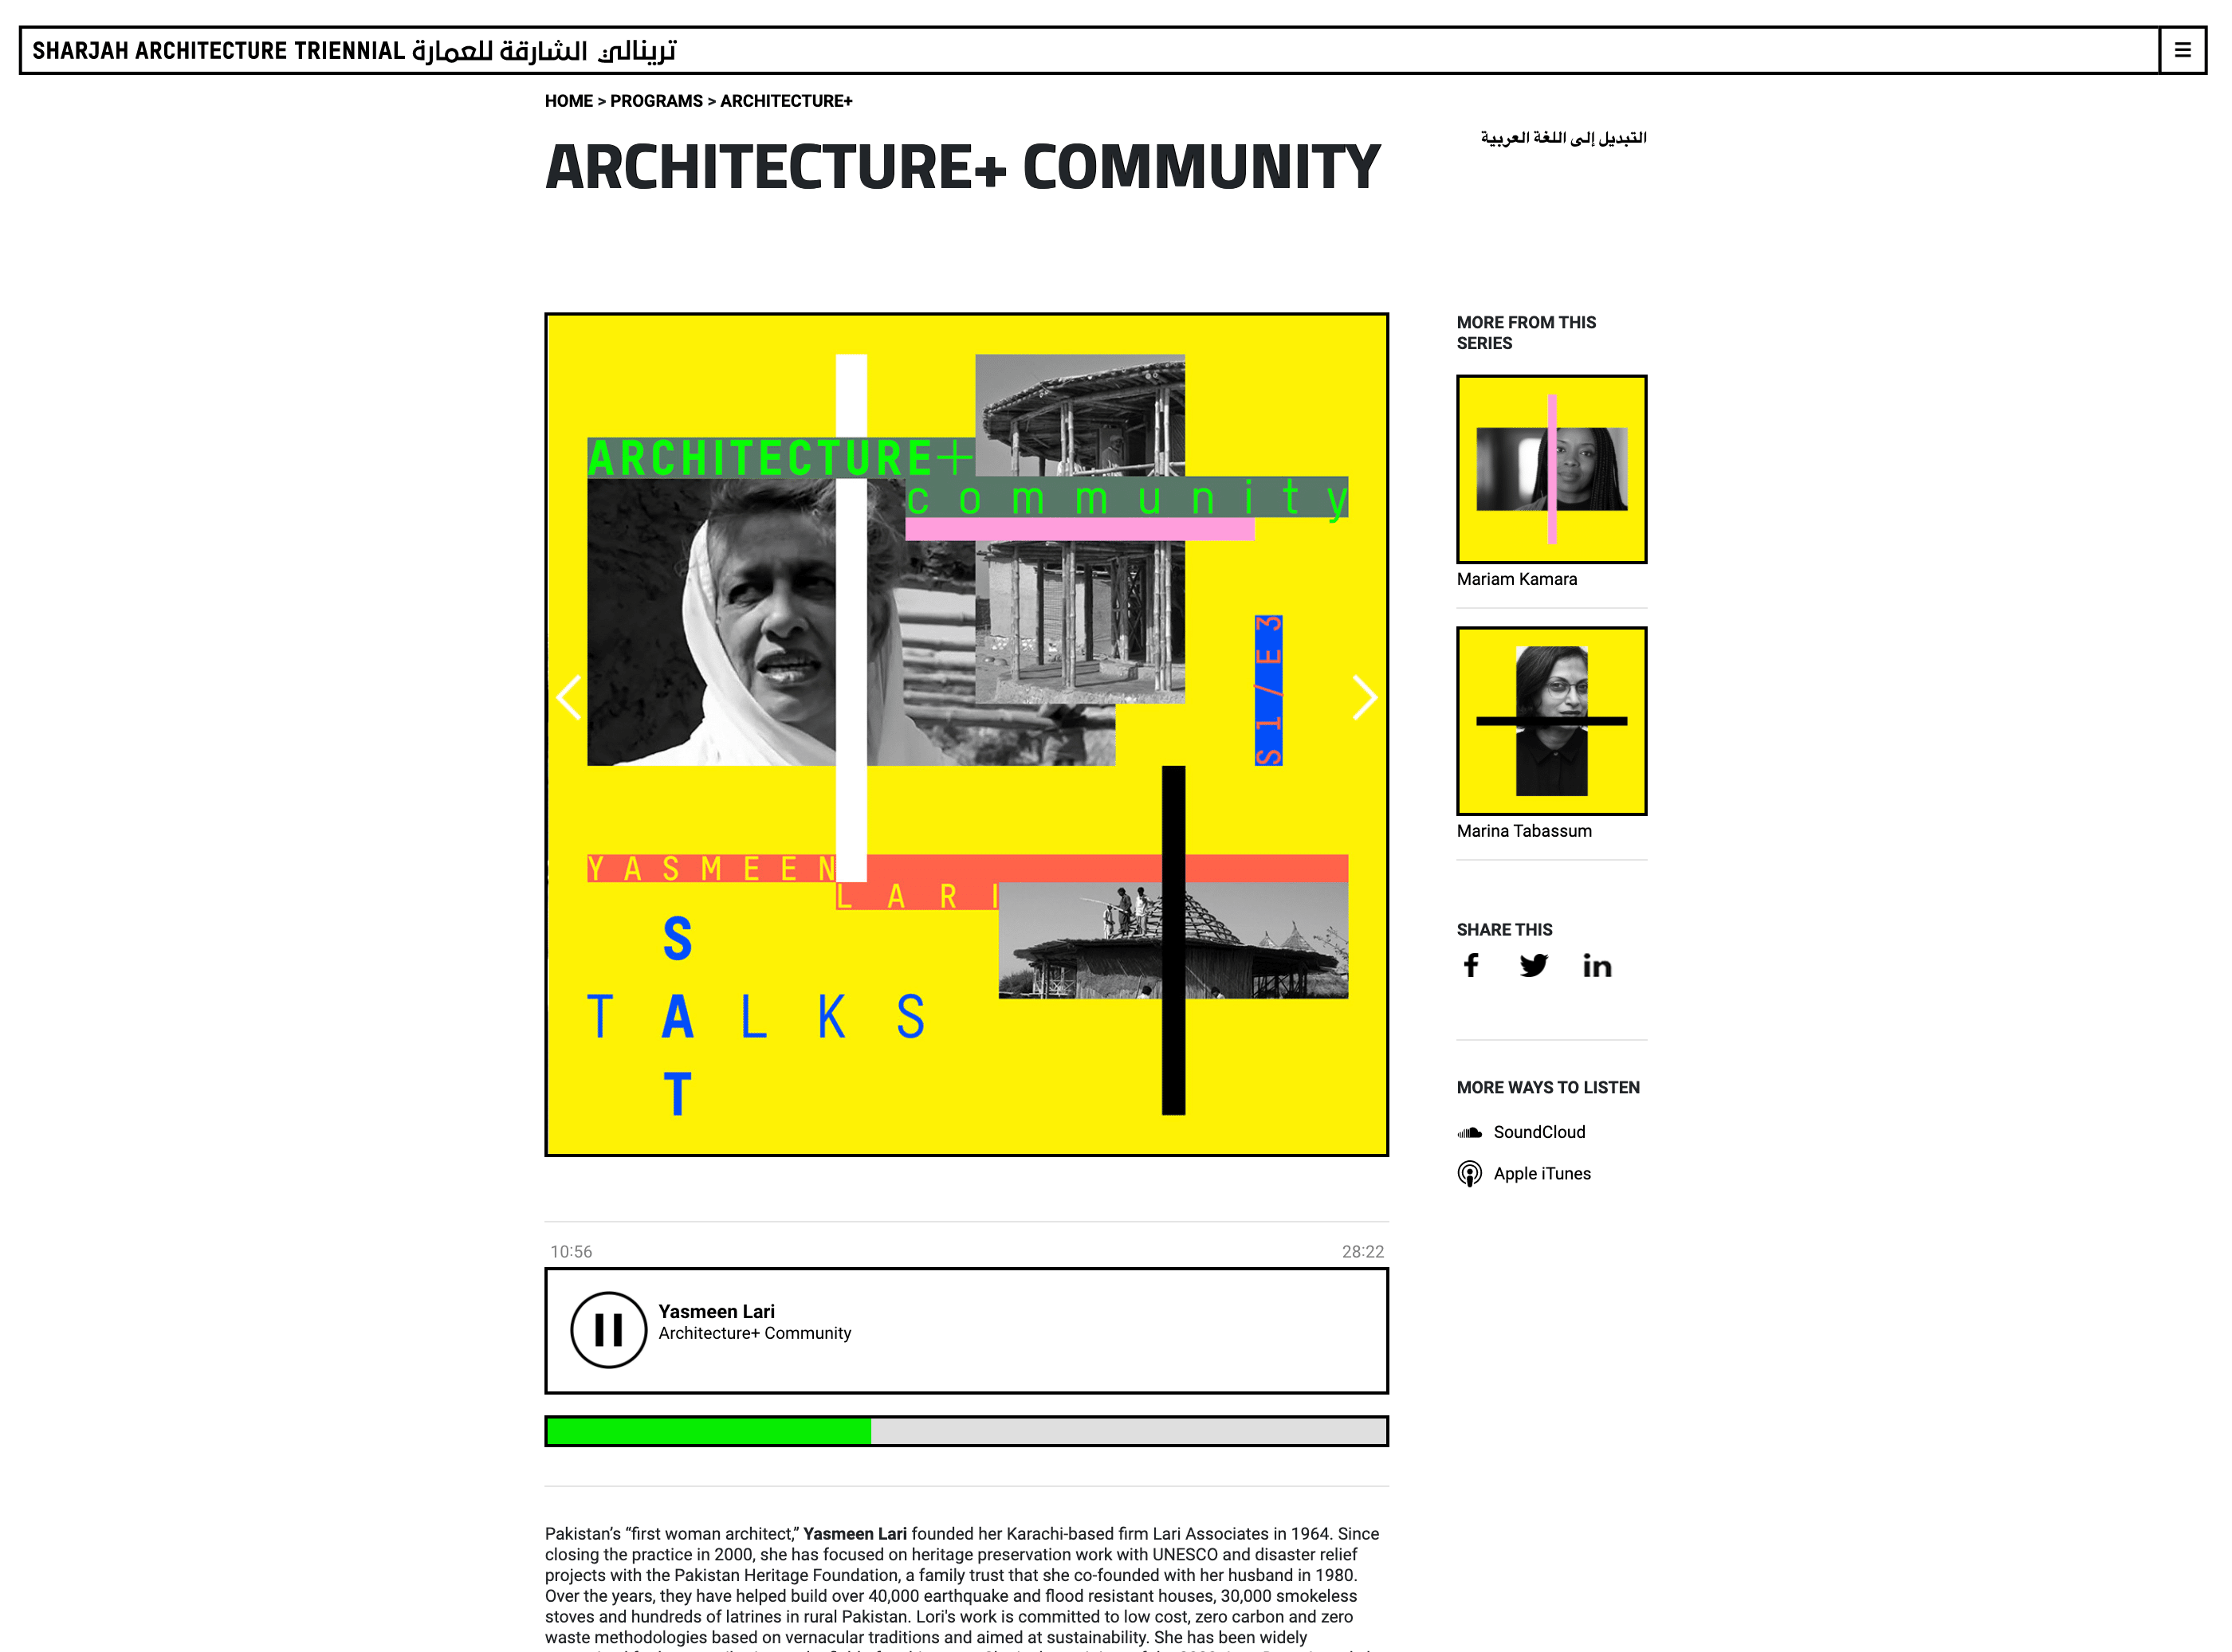 SHARJAH ARCHITECTURE TRIENNIAL ترينالي الشارقة للعمارة
HOME > PROGRAMS > ARCHITECTURE+
ARCHITECTURE+ COMMUNITY
التبديل إلى اللغة العربية
ARCHITECTURE+
community
S1/E3
YASMEEN
LARI
S
TALKS
T
MORE FROM THIS
SERIES
Mariam Kamara
Marina Tabassum
SHARE THIS
MORE WAYS TO LISTEN
SoundCloud
Apple iTunes
10:56
28:22
Yasmeen Lari
Architecture+ Community
Pakistan’s “first woman architect,” Yasmeen Lari founded her Karachi-based firm Lari Associates in 1964. Since
closing the practice in 2000, she has focused on heritage preservation work with UNESCO and disaster relief
projects with the Pakistan Heritage Foundation, a family trust that she co-founded with her husband in 1980.
Over the years, they have helped build over 40,000 earthquake and flood resistant houses, 30,000 smokeless
stoves and hundreds of latrines in rural Pakistan. Lori's work is committed to low cost, zero carbon and zero
waste methodologies based on vernacular traditions and aimed at sustainability. She has been widely